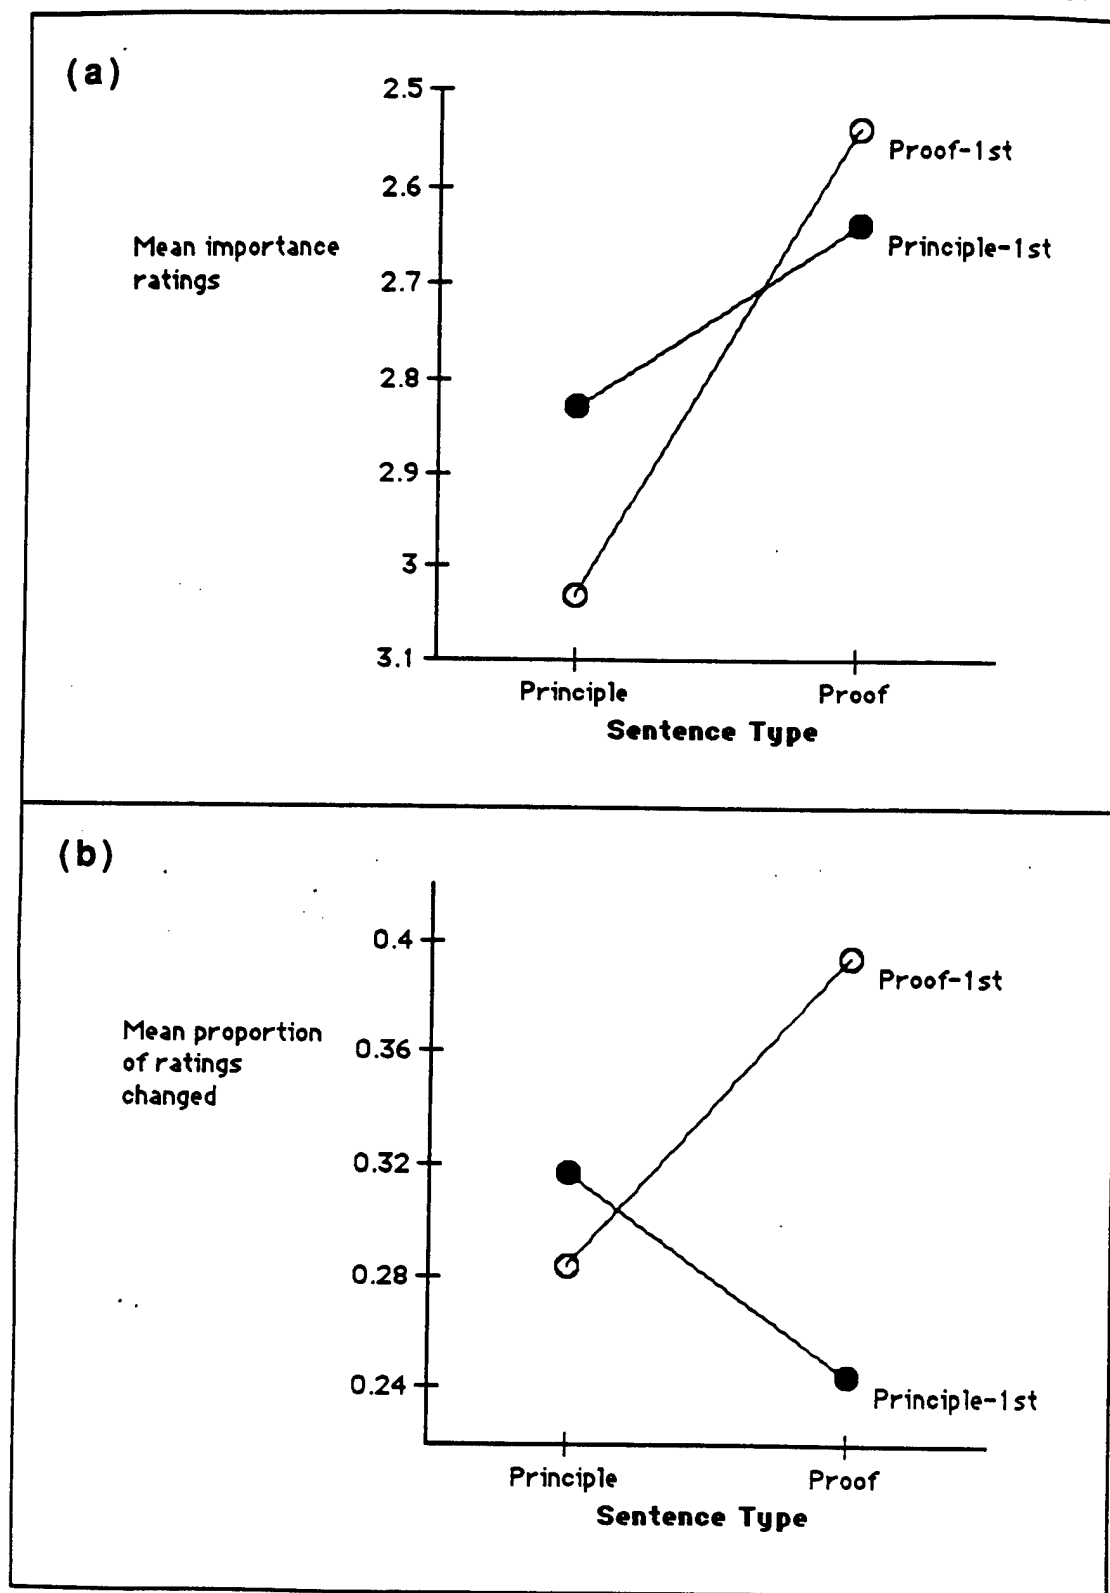 (a)
2.5
Proof-1st
2.6
Mean importance
ratings
Principle-1st
2.7
2.8
2.9
3
3.1
Principle
Proof
Sentence Type
(b)
0.4
Proof-1st
Mean proportion
of ratings
changed
0.36
0.32
0.28
0.24
Principle-1st
Principle
Proof
Sentence Type